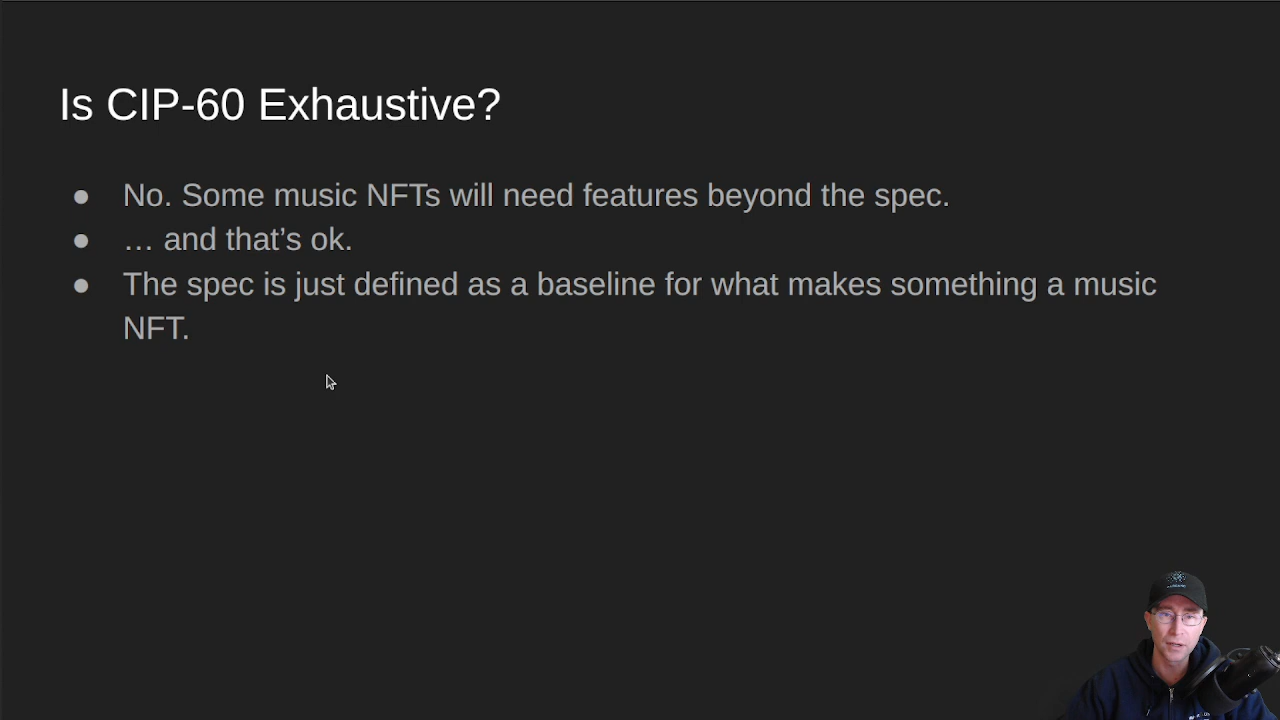 Is CIP-60 Exhaustive?
● No. Some music NFTs will need features beyond the spec.
● … and that’s ok.
● The spec is just defined as a baseline for what makes something a music
NFT.